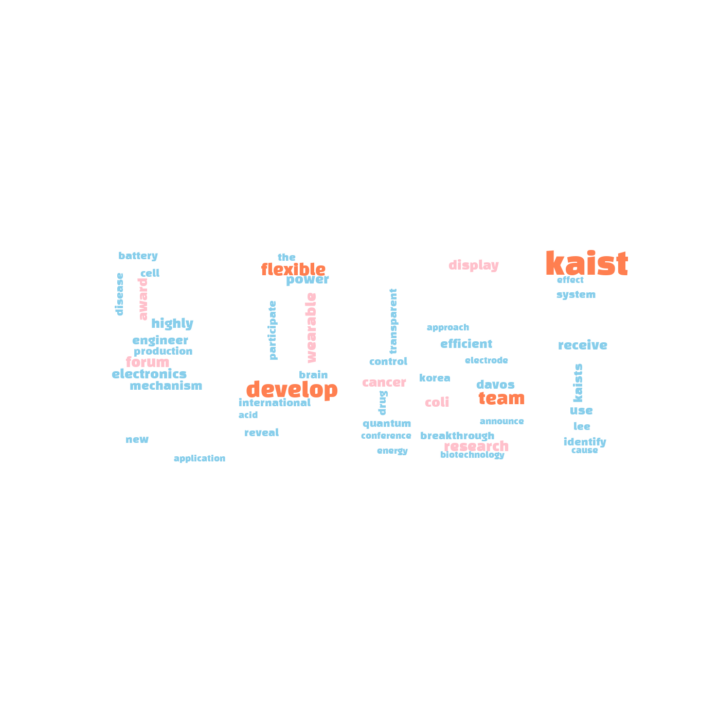 kaist
battery
the
flexible
power
display
effect
system
cell
disease
award
participate
wearable
transparent
highly
engineer
production
forum
electronics
mechanism
approach
efficient
receive
control
electrode
brain
develop
cancer
korea
davos
kaists
international
drug
coli
team
use
acid
quantum
announce
lee
reveal
conference
breakthrough
identify
new
research
cause
energy
biotechnology
application